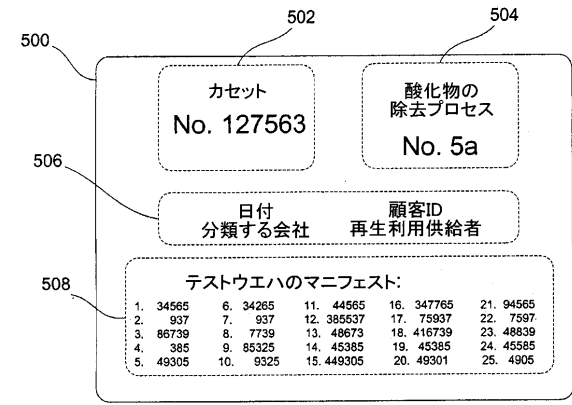 502
504
500
カセット
No. 127563
酸化物の
除去プロセス
No. 5a
506
日付 顧客ID
分類する会社 再生利用供給者
508
テストウエハのマニフェスト:
1. 34565 6. 34265 11. 44565 16. 347765 21. 94565
2. 937 7. 937 12. 385537 17. 75937 22. 7597
3. 86739 8. 7739 13. 48673 18. 416739 23. 48839
4. 385 9. 85325 14. 45385 19. 45385 24. 45585
5. 49305 10. 9325 15. 449305 20. 49301 25. 4905